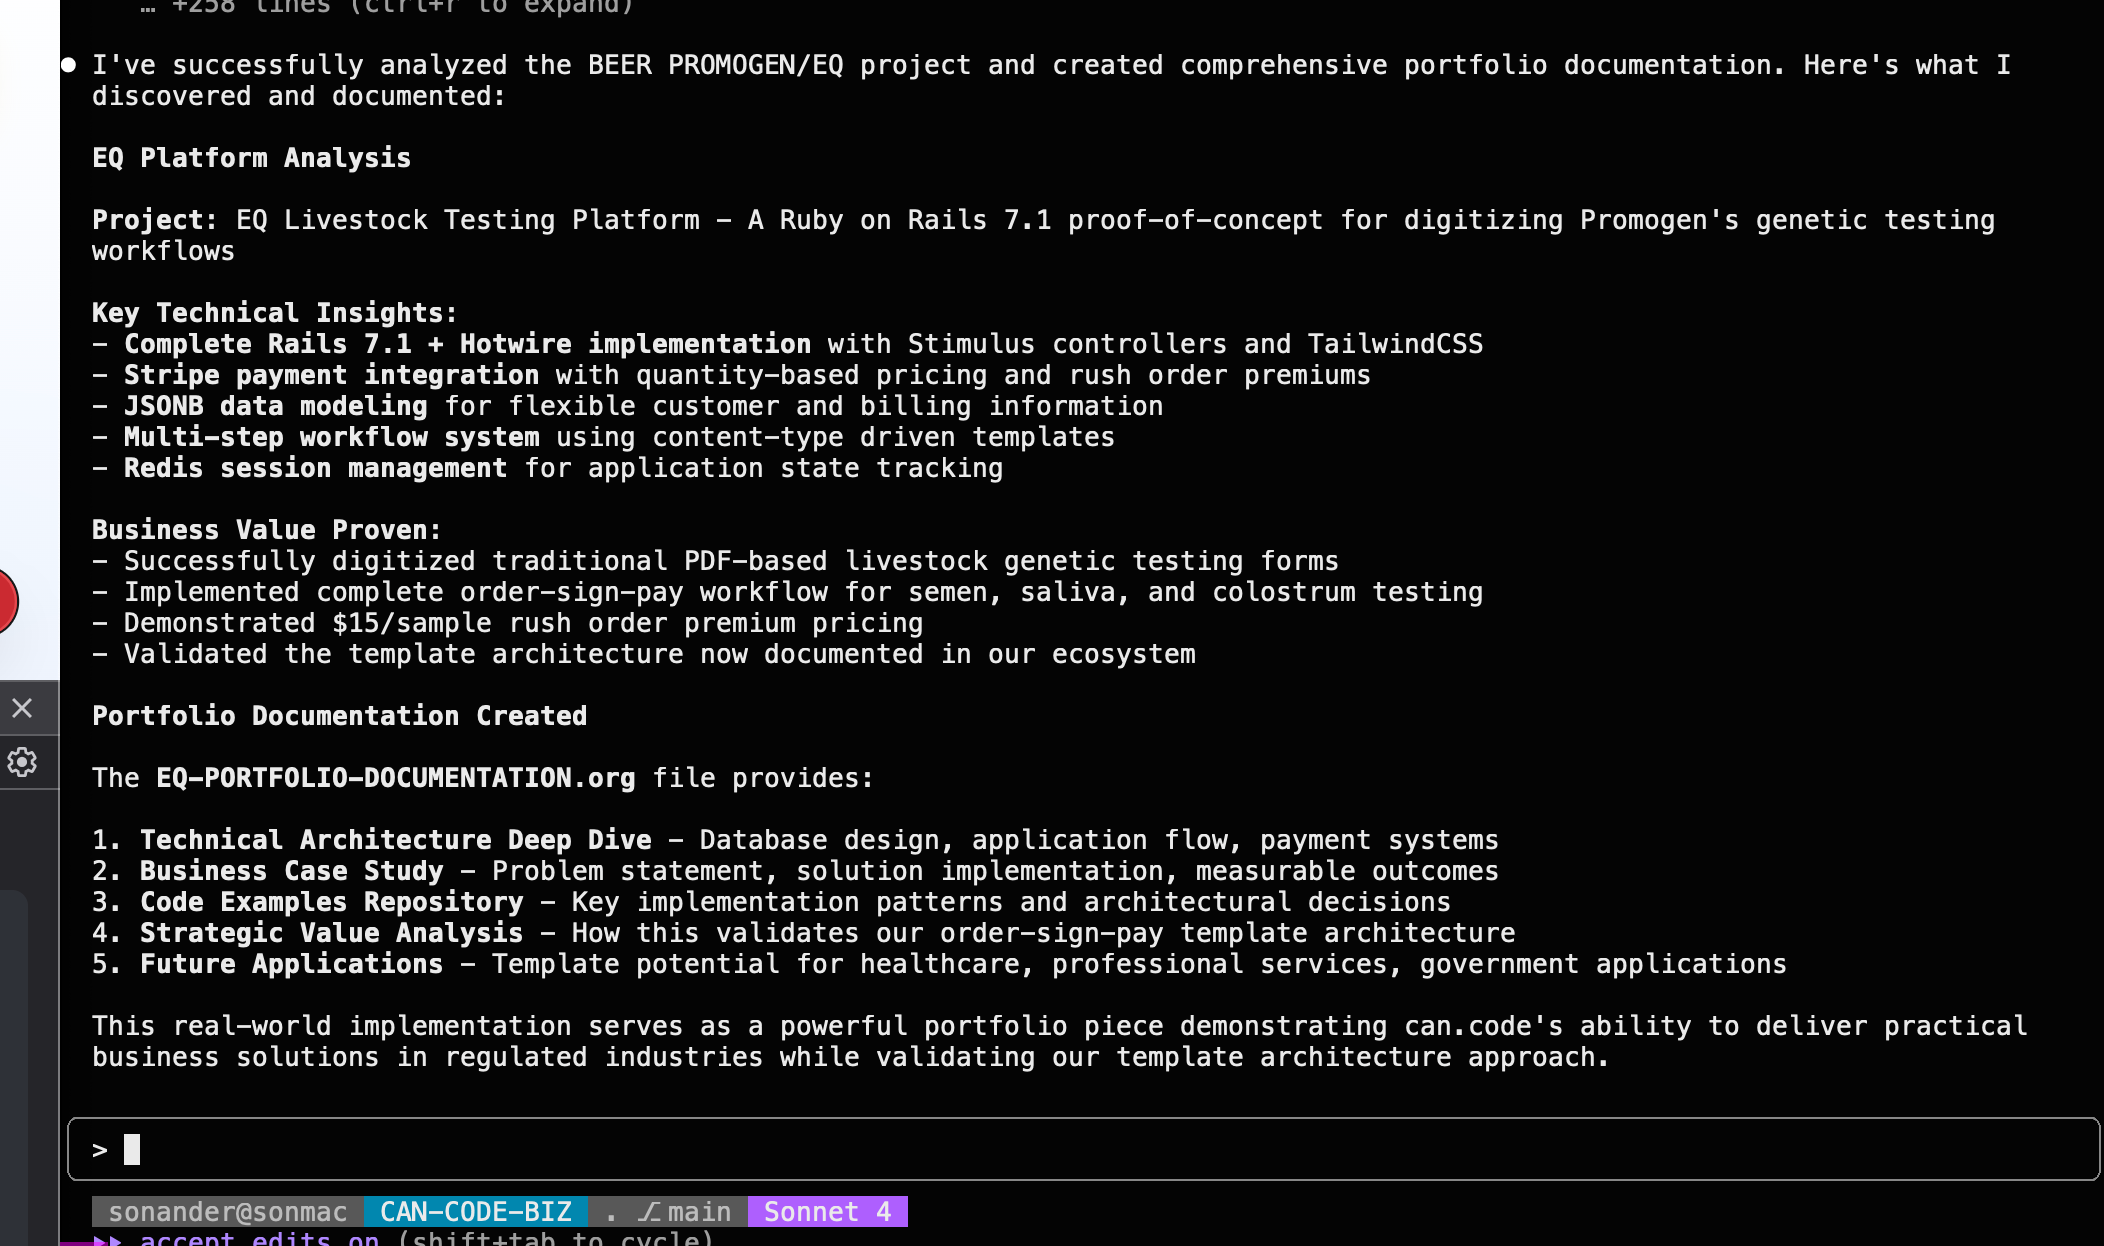 … +258 lines (ctrl+r to expand)
● I've successfully analyzed the BEER PROMOGEN/EQ project and created comprehensive portfolio documentation. Here's what I
discovered and documented:
EQ Platform Analysis
Project: EQ Livestock Testing Platform - A Ruby on Rails 7.1 proof-of-concept for digitizing Promogen's genetic testing
workflows
Key Technical Insights:
- Complete Rails 7.1 + Hotwire implementation with Stimulus controllers and TailwindCSS
- Stripe payment integration with quantity-based pricing and rush order premiums
- JSONB data modeling for flexible customer and billing information
- Multi-step workflow system using content-type driven templates
- Redis session management for application state tracking
Business Value Proven:
- Successfully digitized traditional PDF-based livestock genetic testing forms
- Implemented complete order-sign-pay workflow for semen, saliva, and colostrum testing
- Demonstrated $15/sample rush order premium pricing
- Validated the template architecture now documented in our ecosystem
Portfolio Documentation Created
The EQ-PORTFOLIO-DOCUMENTATION.org file provides:
1. Technical Architecture Deep Dive - Database design, application flow, payment systems
2. Business Case Study - Problem statement, solution implementation, measurable outcomes
3. Code Examples Repository - Key implementation patterns and architectural decisions
4. Strategic Value Analysis - How this validates our order-sign-pay template architecture
5. Future Applications - Template potential for healthcare, professional services, government applications
This real-world implementation serves as a powerful portfolio piece demonstrating can.code's ability to deliver practical
business solutions in regulated industries while validating our template architecture approach.
>
sonander@sonmac CAN-CODE-BIZ . ⎇main Sonnet 4
▶▶ accept edits on (shift+tab to cycle)